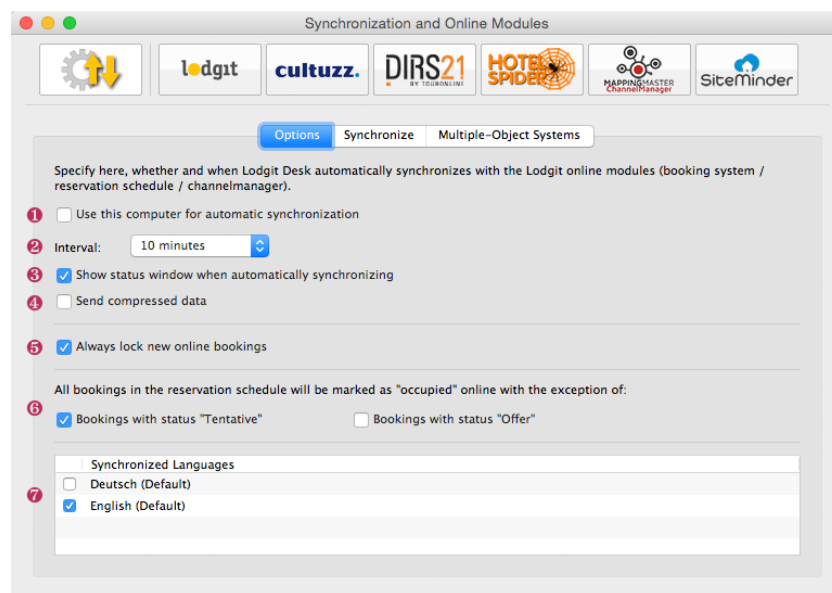 Synchronization and Online Modules
lodgit
cultuzz.
DIRS21
BY TOURONLINE
HOTEL
SPIDER
MAPPINGMASTER
ChannelManager
SiteMinder
Options Synchronize Multiple-Object Systems
Specify here, whether and when Lodgit Desk automatically synchronizes with the Lodgit online modules (booking system /
reservation schedule / channelmanager).
1 Use this computer for automatic synchronization
2 Interval: 10 minutes
3 Show status window when automatically synchronizing
4 Send compressed data
5 Always lock new online bookings
All bookings in the reservation schedule will be marked as "occupied" online with the exception of:
6 Bookings with status "Tentative" Bookings with status "Offer"
Synchronized Languages
Deutsch (Default)
7 English (Default)